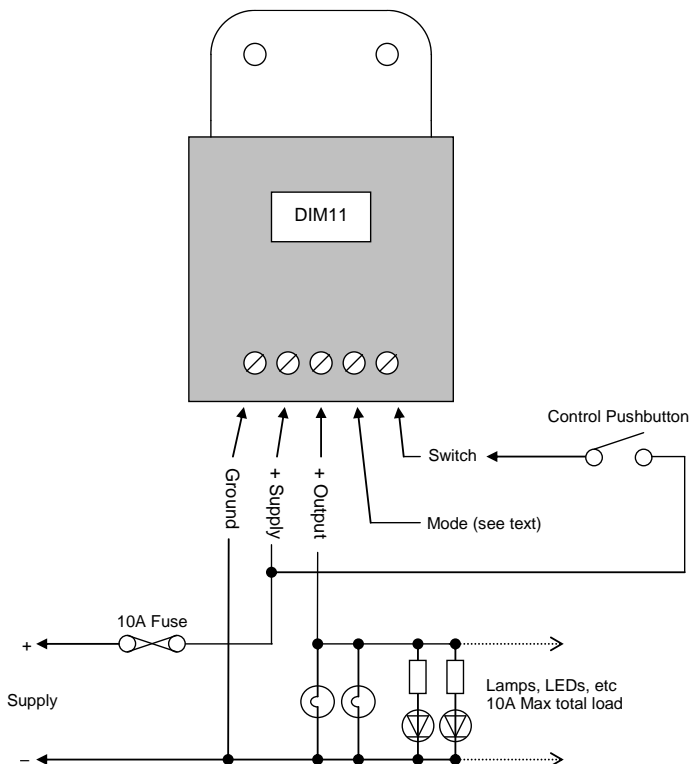 DIM11
Control Pushbutton
Switch
Ground
+ Supply
+ Output
Mode (see text)
10A Fuse
+
Supply
Lamps, LEDs, etc
10A Max total load
–